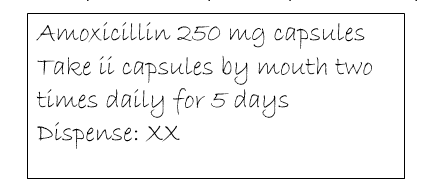 Amoxicillin 250 mg capsules
Take ii capsules by mouth two
times daily for 5 days
Dispense: XX